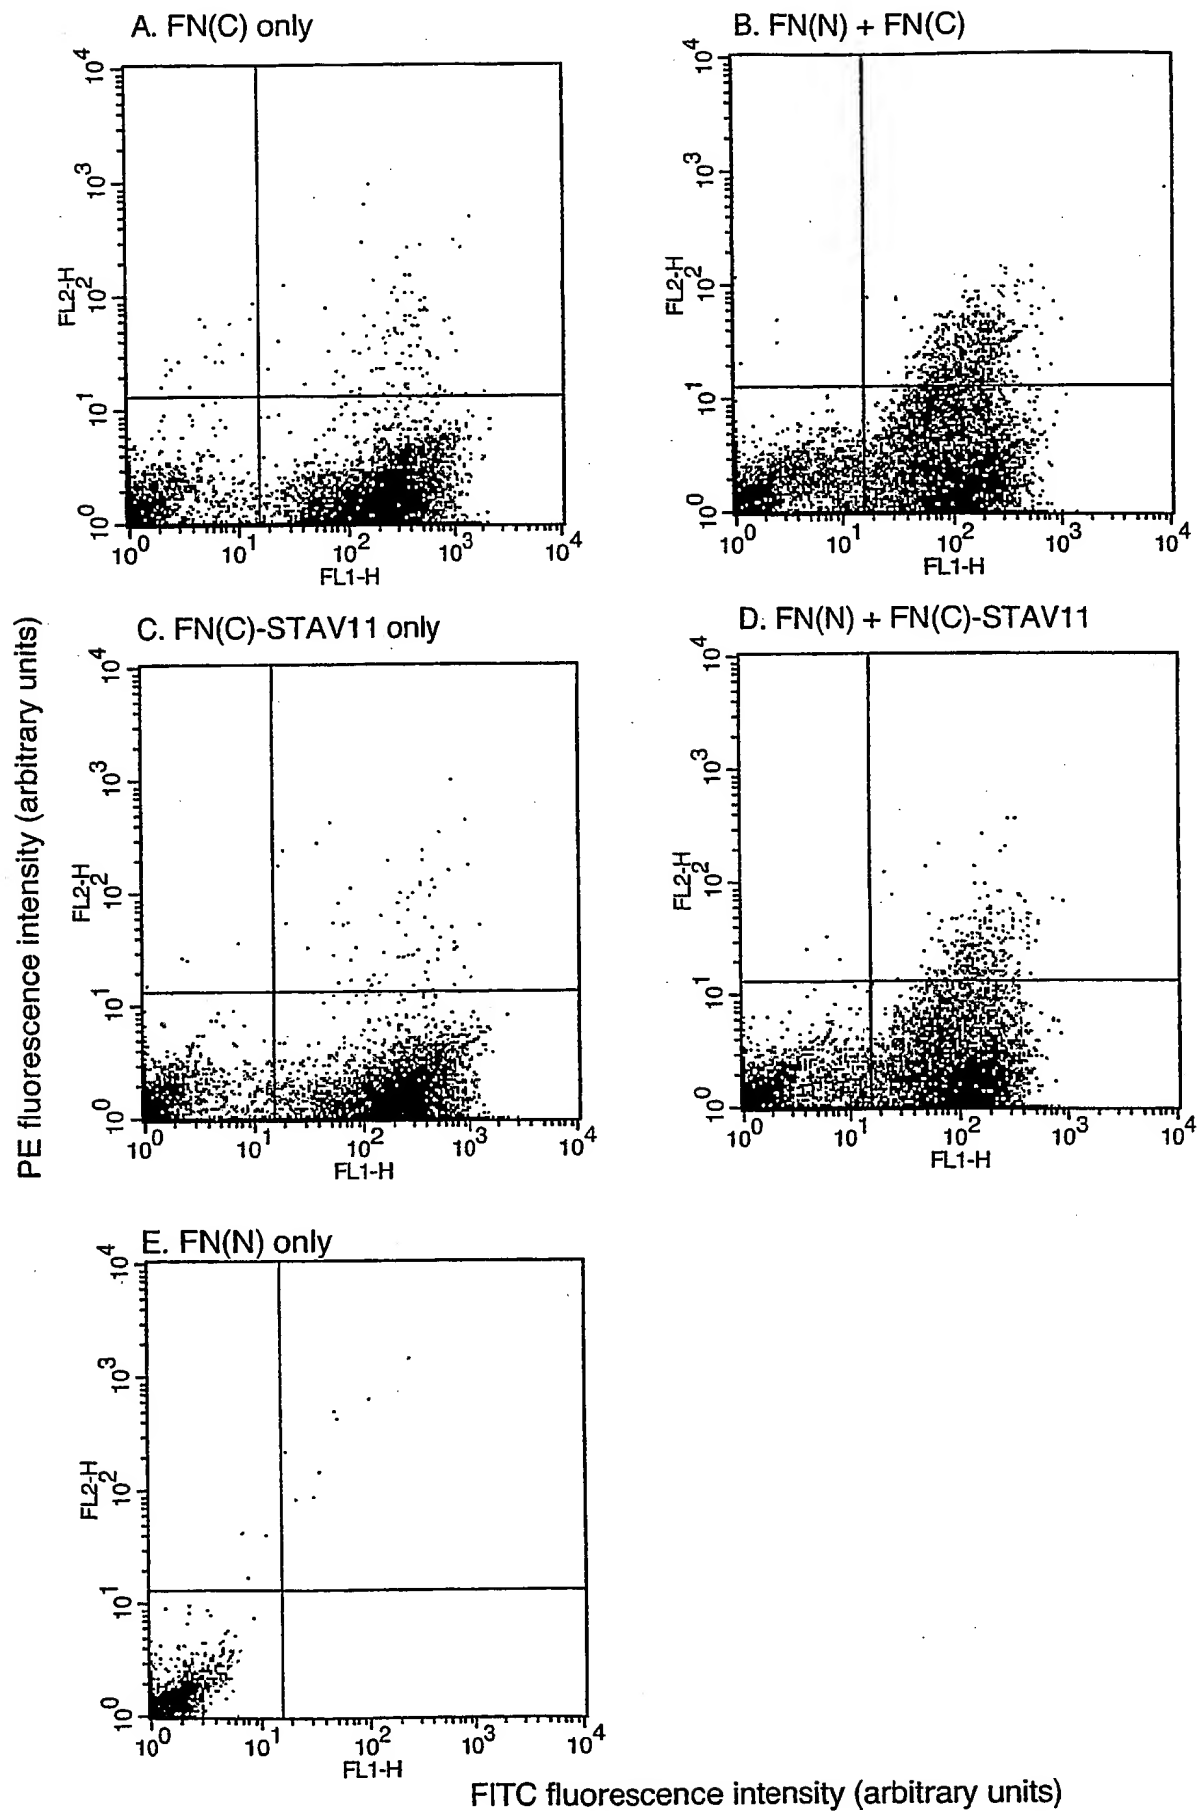 A. FN(C) only
10^4
10^3
10^2
10^1
10^0
FL2-H
10^0 10^1 10^2 10^3 10^4
FL1-H
B. FN(N) + FN(C)
10^4
10^3
10^2
10^1
10^0
FL2-H
10^0 10^1 10^2 10^3 10^4
FL1-H
PE fluorescence intensity (arbitrary units)
C. FN(C)-STAV11 only
10^4
10^3
10^2
10^1
10^0
FL2-H
10^0 10^1 10^2 10^3 10^4
FL1-H
D. FN(N) + FN(C)-STAV11
10^4
10^3
10^2
10^1
10^0
FL2-H
10^0 10^1 10^2 10^3 10^4
FL1-H
E. FN(N) only
10^4
10^3
10^2
10^1
10^0
FL2-H
10^0 10^1 10^2 10^3 10^4
FL1-H
FITC fluorescence intensity (arbitrary units)